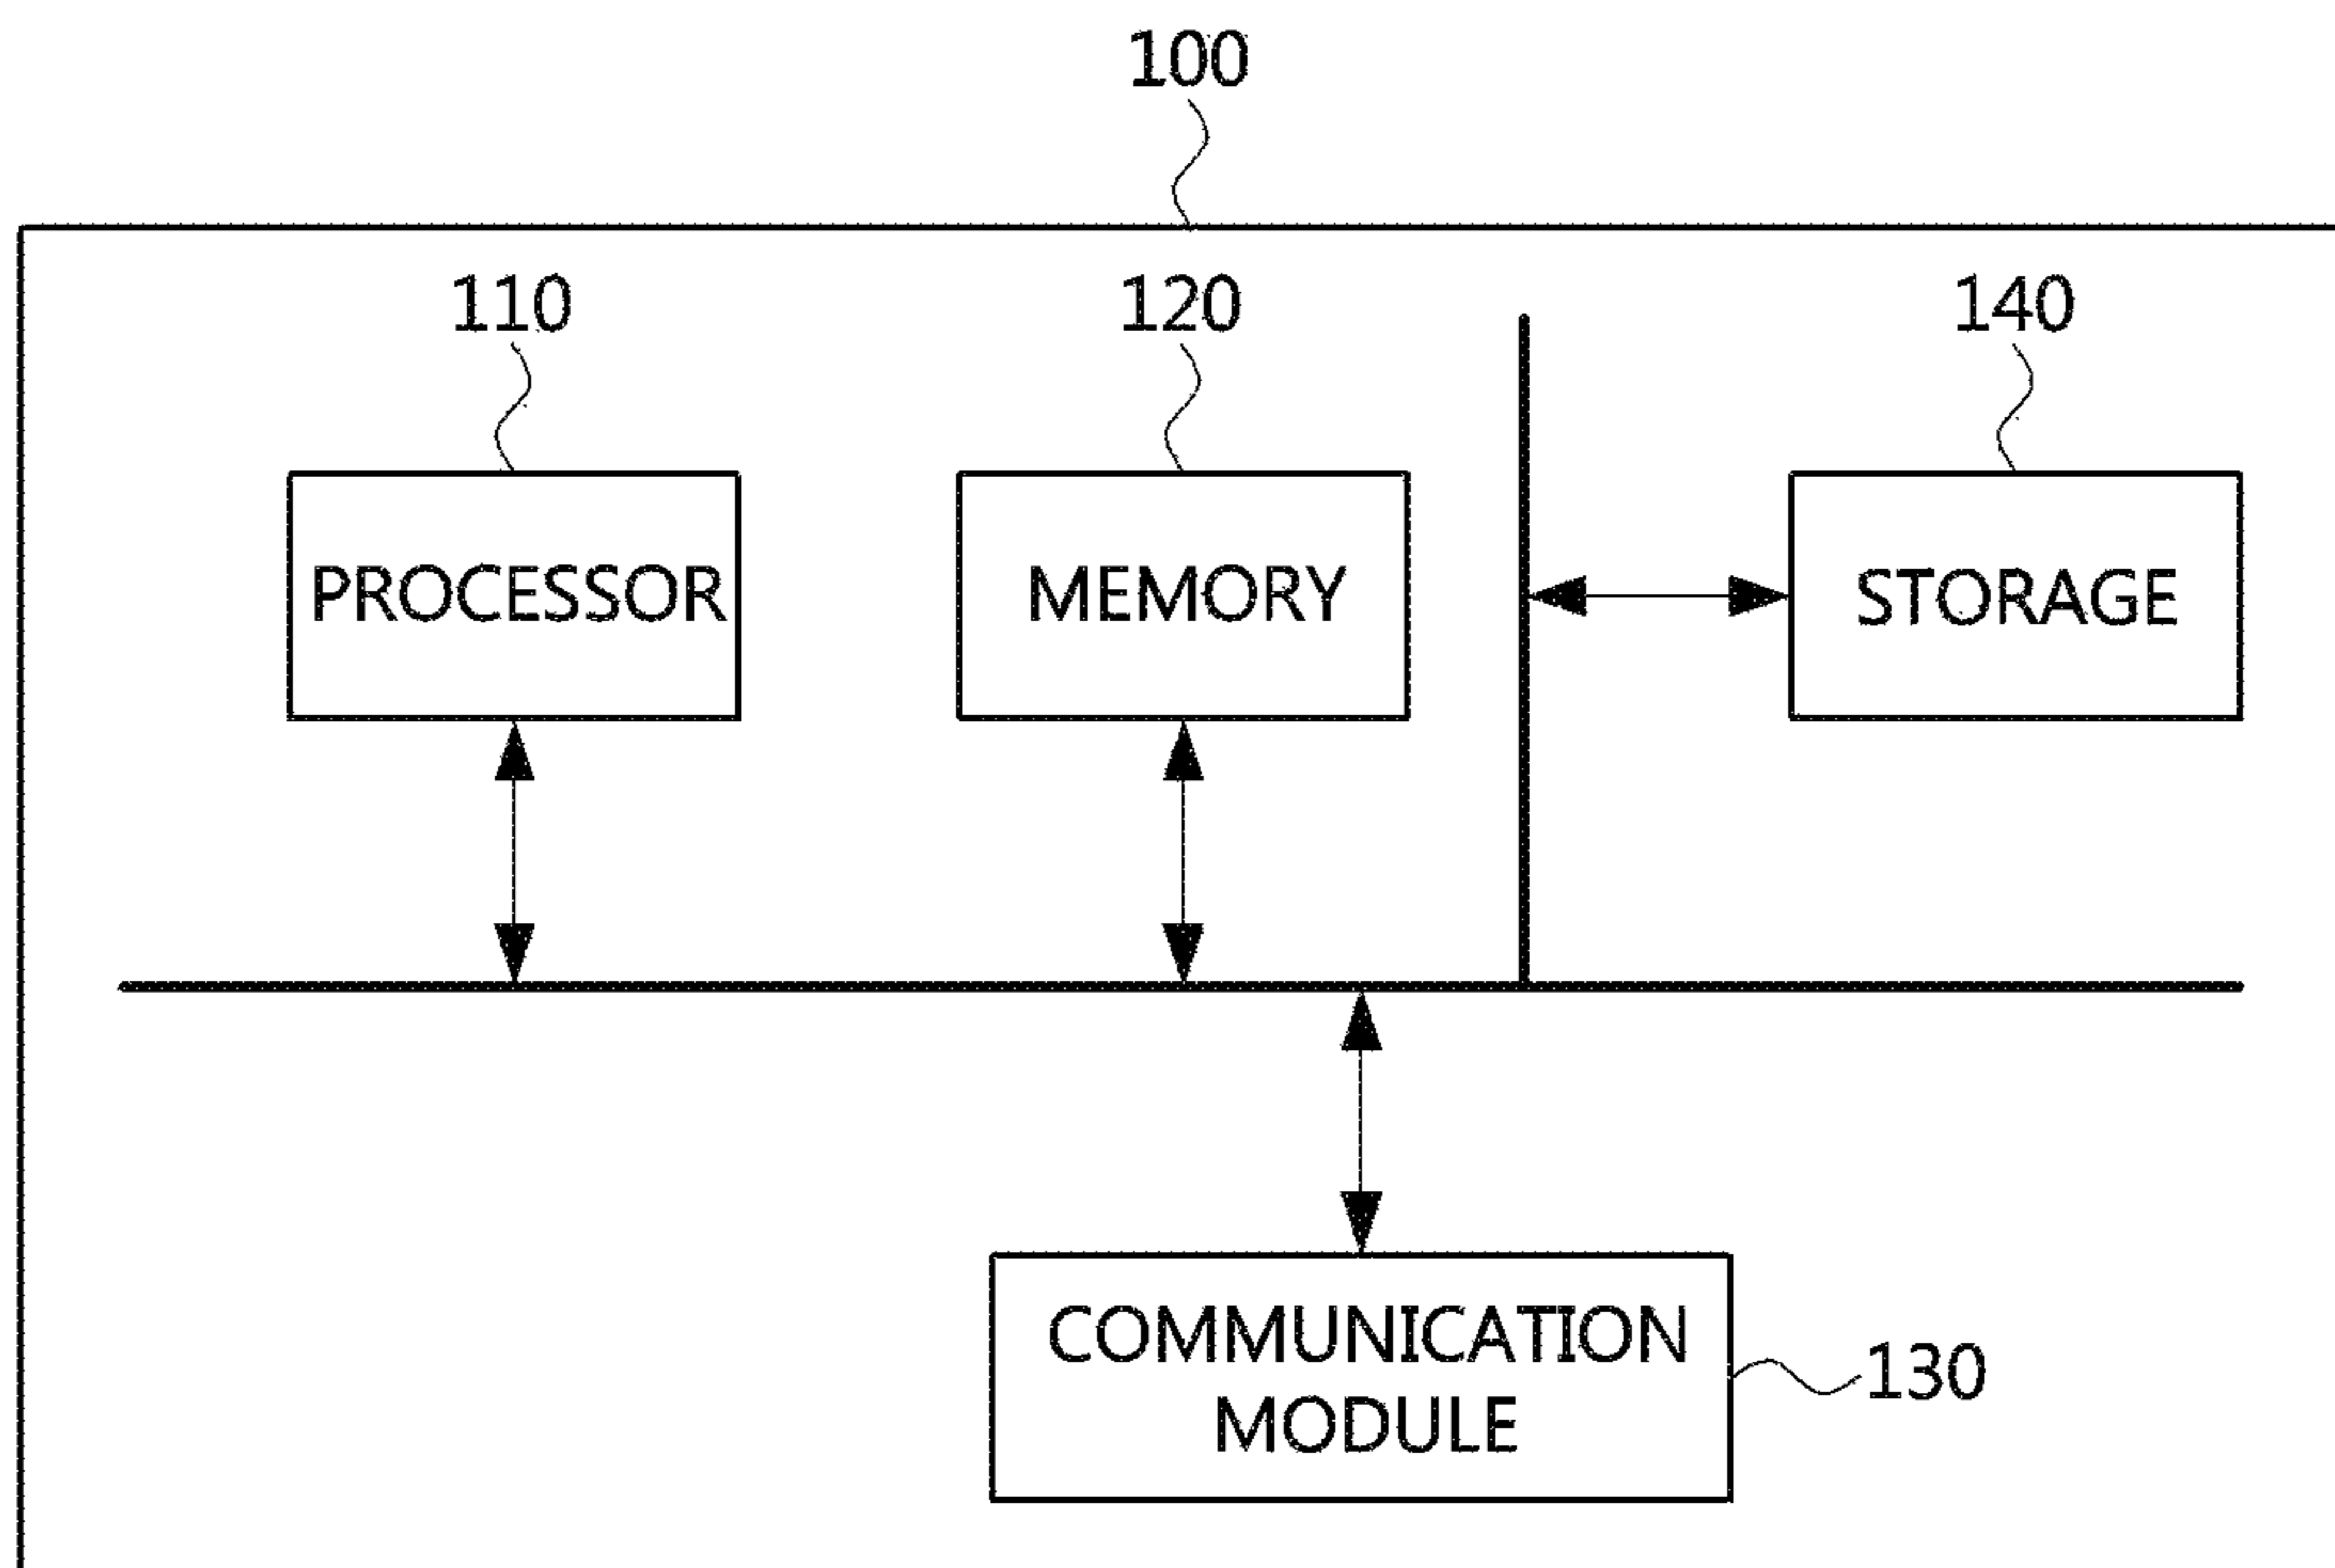 100
110
120
140
PROCESSOR
MEMORY
STORAGE
COMMUNICATION
MODULE
130